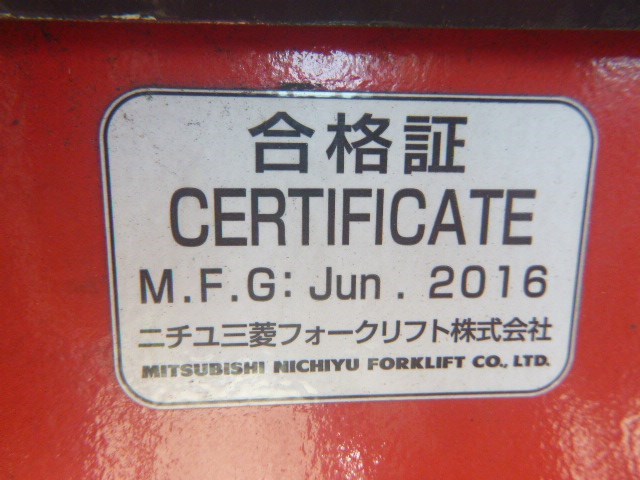 合格証
CERTIFICATE
M.F.G: Jun. 2016
ニチユ三菱フォークリフト株式会社
MITSUBISHI NICHIYU FORKLIFT CO., LTD.